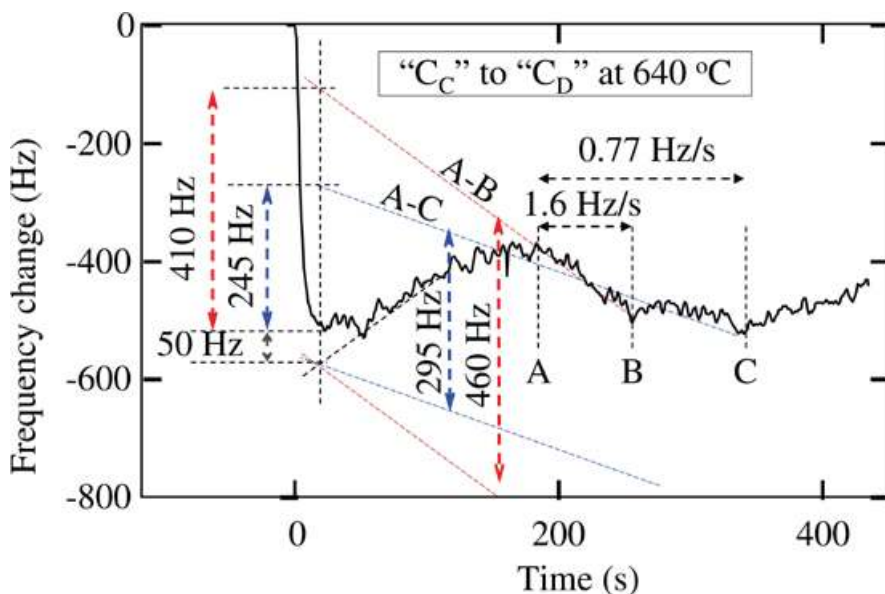 0
-200
-400
-600
-800
Frequency change (Hz)
“C_C” to “C_D” at 640 °C
A-B
A-C
0.77 Hz/s
1.6 Hz/s
410 Hz
245 Hz
50 Hz
295 Hz
460 Hz
A
B
C
0
200
400
Time (s)